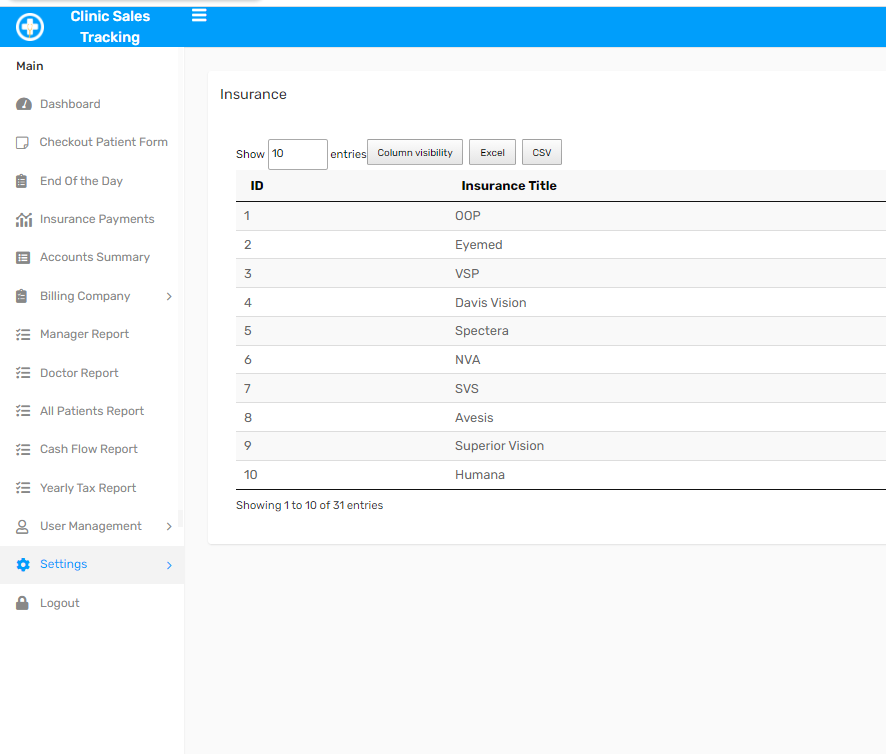 Clinic Sales
Tracking
Main
Dashboard
Checkout Patient Form
End Of the Day
Insurance Payments
Accounts Summary
Billing Company
Manager Report
Doctor Report
All Patients Report
Cash Flow Report
Yearly Tax Report
User Management
Settings
Logout
Insurance
Show 10 entries Column visibility Excel CSV
ID Insurance Title
1 OOP
2 Eyemed
3 VSP
4 Davis Vision
5 Spectera
6 NVA
7 SVS
8 Avesis
9 Superior Vision
10 Humana
Showing 1 to 10 of 31 entries